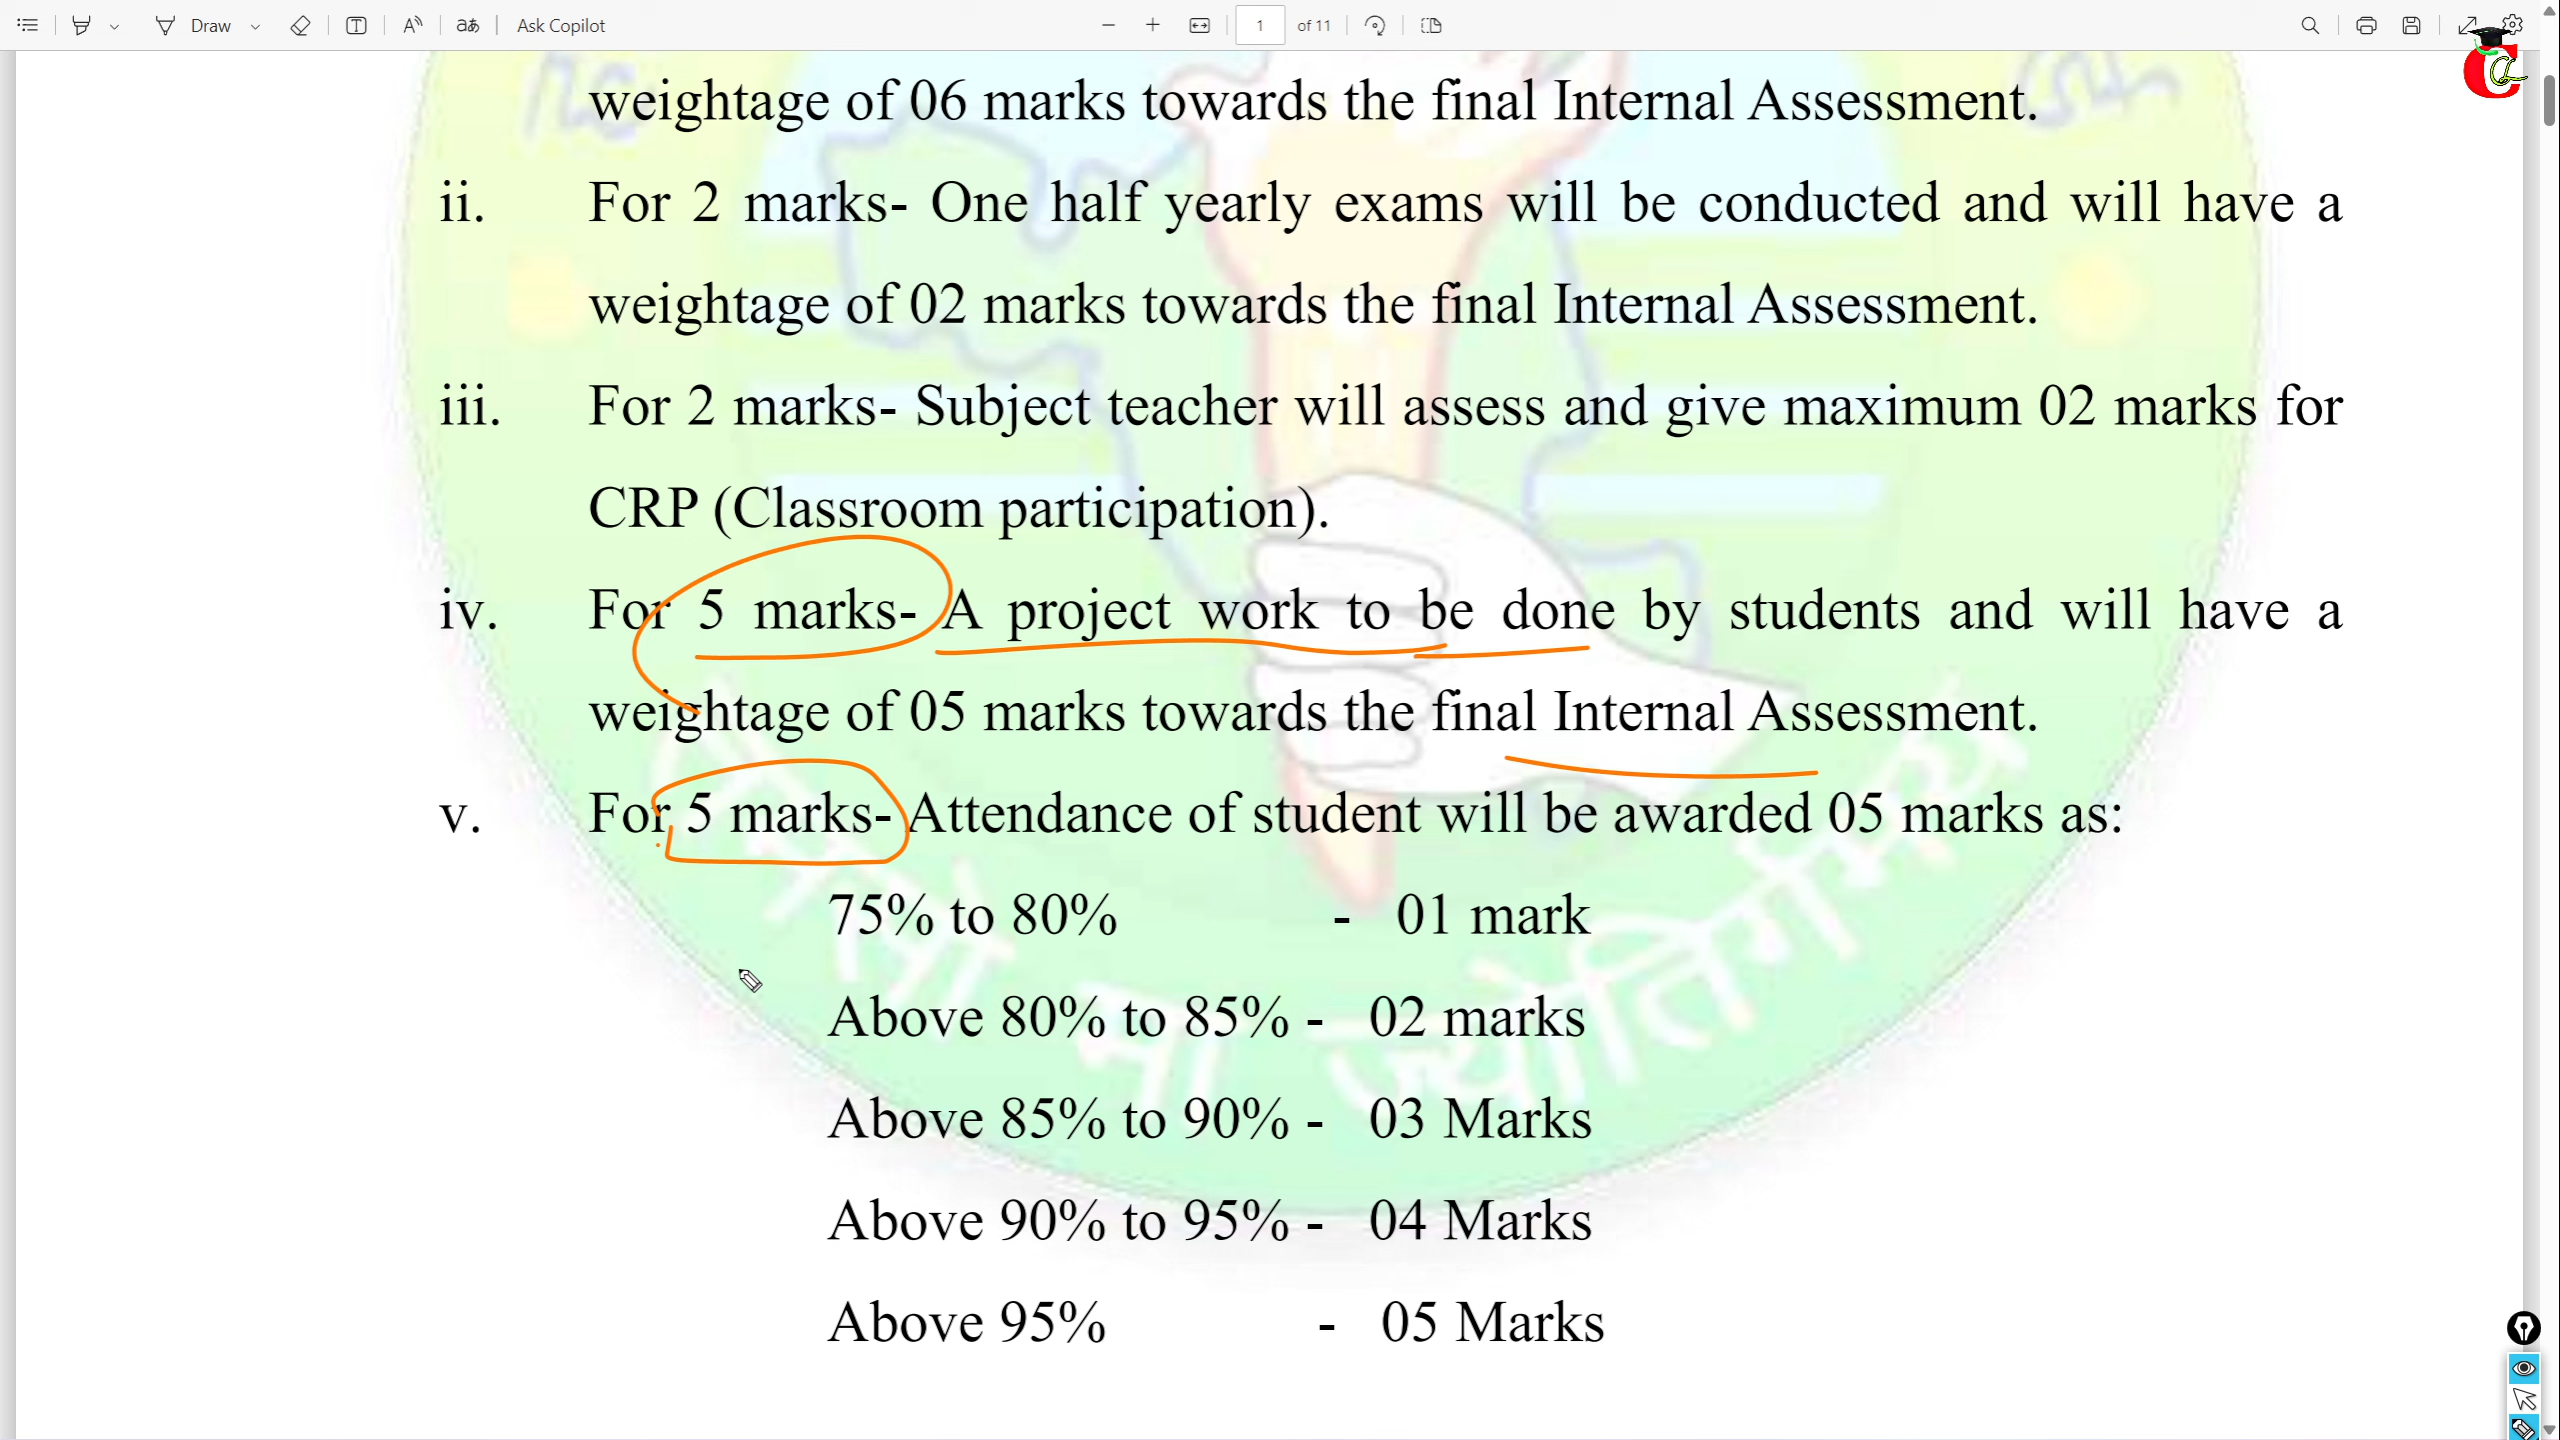 Draw
Ask Copilot
1 of 11
weightage of 06 marks towards the final Internal Assessment.
ii. For 2 marks- One half yearly exams will be conducted and will have a
weightage of 02 marks towards the final Internal Assessment.
iii. For 2 marks- Subject teacher will assess and give maximum 02 marks for
CRP (Classroom participation).
iv. For 5 marks- A project work to be done by students and will have a
weightage of 05 marks towards the final Internal Assessment.
v. For 5 marks- Attendance of student will be awarded 05 marks as:
75% to 80% - 01 mark
Above 80% to 85% - 02 marks
Above 85% to 90% - 03 Marks
Above 90% to 95% - 04 Marks
Above 95% - 05 Marks